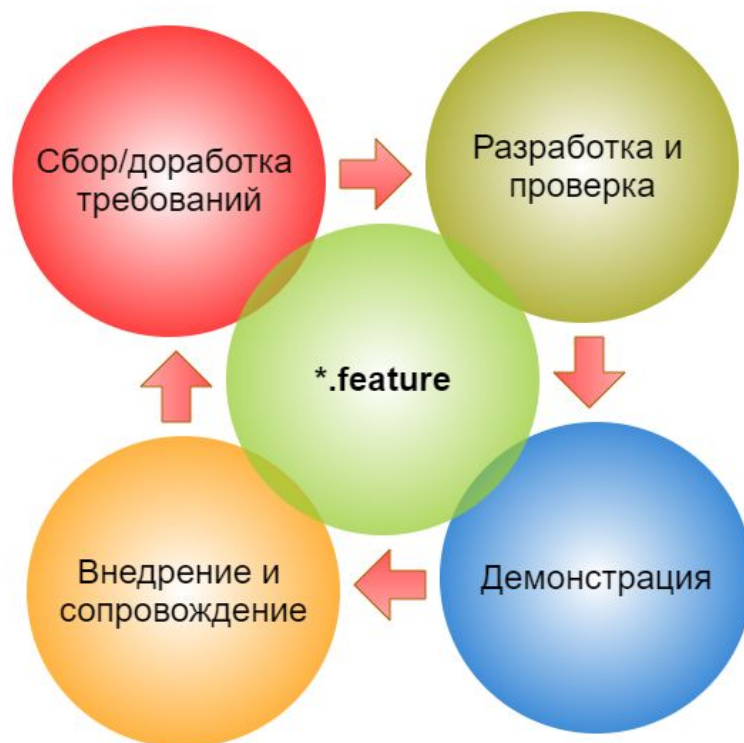 Сбор/доработка
требований
Разработка и
проверка
*.feature
Внедрение и
сопровождение
Демонстрация